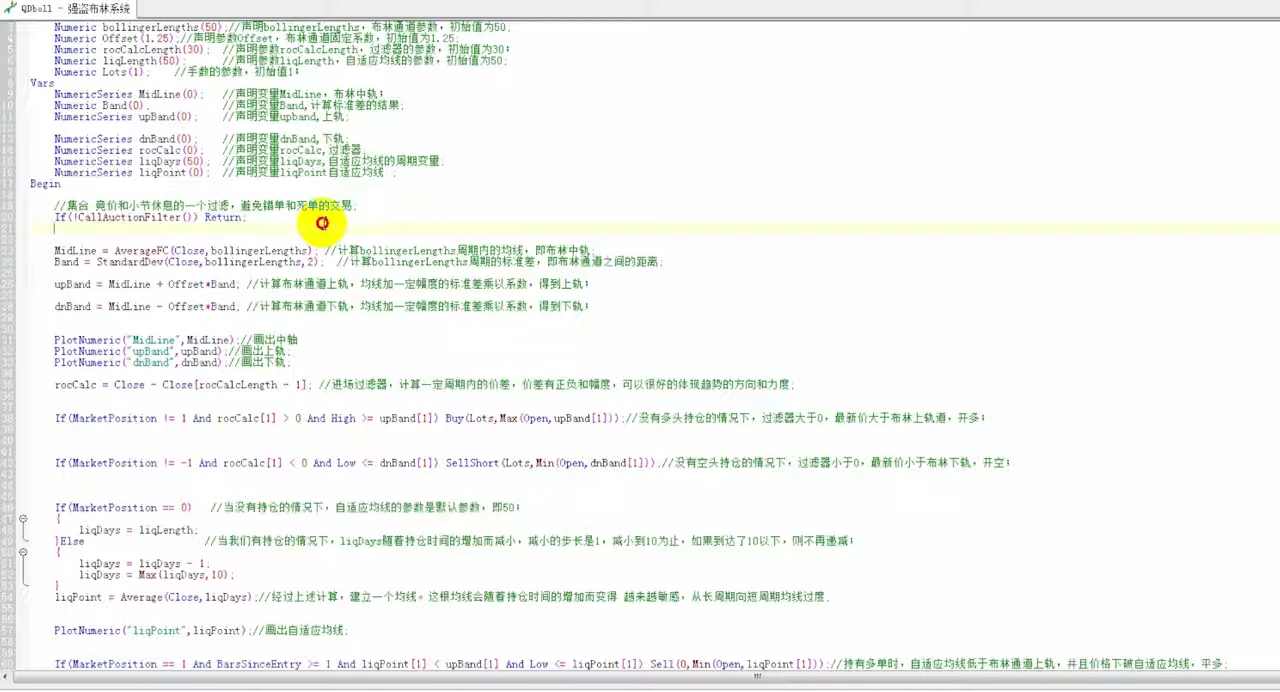 QDboll - 强盗布林系统
Numeric bollingerLengths(50);//声明bollingerLengths，布林通道参数，初始值为50;
Numeric Offset(1.25);//声明参数Offset，布林通道固定系数，初始值为1.25;
Numeric rocCalcLength(30); //声明参数rocCalcLength，过滤器的参数，初始值为30;
Numeric liqLength(50); //声明参数liqLength，自适应均线的参数，初始值为50;
Numeric Lots(1); //手数的参数，初始值1;
Vars
NumericSeries MidLine(0); //声明变量MidLine，布林中轨;
Numeric Band(0); //声明变量Band,计算标准差的结果;
NumericSeries upBand(0); //声明变量upband,上轨;
NumericSeries dnBand(0); //声明变量dnBand,下轨;
NumericSeries rocCalc(0); //声明变量rocCalc,过滤器;
NumericSeries liqDays(50); //声明变量liqDays,自适应均线的周期变量;
NumericSeries liqPoint(0); //声明变量liqPoint自适应均线 ;
Begin
//集合 竞价和小节休息的一个过滤，避免错单和死单的交易;
If(!CallAuctionFilter()) Return;
MidLine = AverageFC(Close,bollingerLengths); //计算bollingerLengths周期内的均线，即布林中轨;
Band = StandardDev(Close,bollingerLengths,2); //计算bollingerLengths周期的标准差，即布林通道之间的距离;
upBand = MidLine + Offset*Band; //计算布林通道上轨，均线加一定幅度的标准差乘以系数，得到上轨;
dnBand = MidLine - Offset*Band; //计算布林通道下轨，均线加一定幅度的标准差乘以系数，得到下轨;
PlotNumeric("MidLine",MidLine);//画出中轴
PlotNumeric("upBand",upBand);//画出上轨;
PlotNumeric("dnBand",dnBand);//画出下轨;
rocCalc = Close - Close[rocCalcLength - 1]; //进场过滤器，计算一定周期内的价差，价差有正负和幅度，可以很好的体现趋势的方向和力度;
If(MarketPosition != 1 And rocCalc[1] > 0 And High >= upBand[1]) Buy(Lots,Max(Open,upBand[1]));//没有多头持仓的情况下，过滤器大于0，最新价大于布林上轨道，开多;
If(MarketPosition != -1 And rocCalc[1] < 0 And Low <= dnBand[1]) SellShort(Lots,Min(Open,dnBand[1]));//没有空头持仓的情况下，过滤器小于0，最新价小于布林下轨，开空;
If(MarketPosition == 0) //当没有持仓的情况下，自适应均线的参数是默认参数，即50;
{
liqDays = liqLength;
}Else //当我们有持仓的情况下，liqDays随着持仓时间的增加而减小，减小的步长是1，减小到10为止，如果到达了10以下，则不再递减;
{
liqDays = liqDays - 1;
liqDays = Max(liqDays,10);
}
liqPoint = Average(Close,liqDays);//经过上述计算，建立一个均线。这根均线会随着持仓时间的增加而变得 越来越敏感，从长周期向短周期均线过度;
PlotNumeric("liqPoint",liqPoint);//画出自适应均线;
If(MarketPosition == 1 And BarsSinceEntry >= 1 And liqPoint[1] < upBand[1] And Low <= liqPoint[1]) Sell(0,Min(Open,liqPoint[1]));//持有多单时，自适应均线低于布林通道上轨，并且价格下破自适应均线，平多;